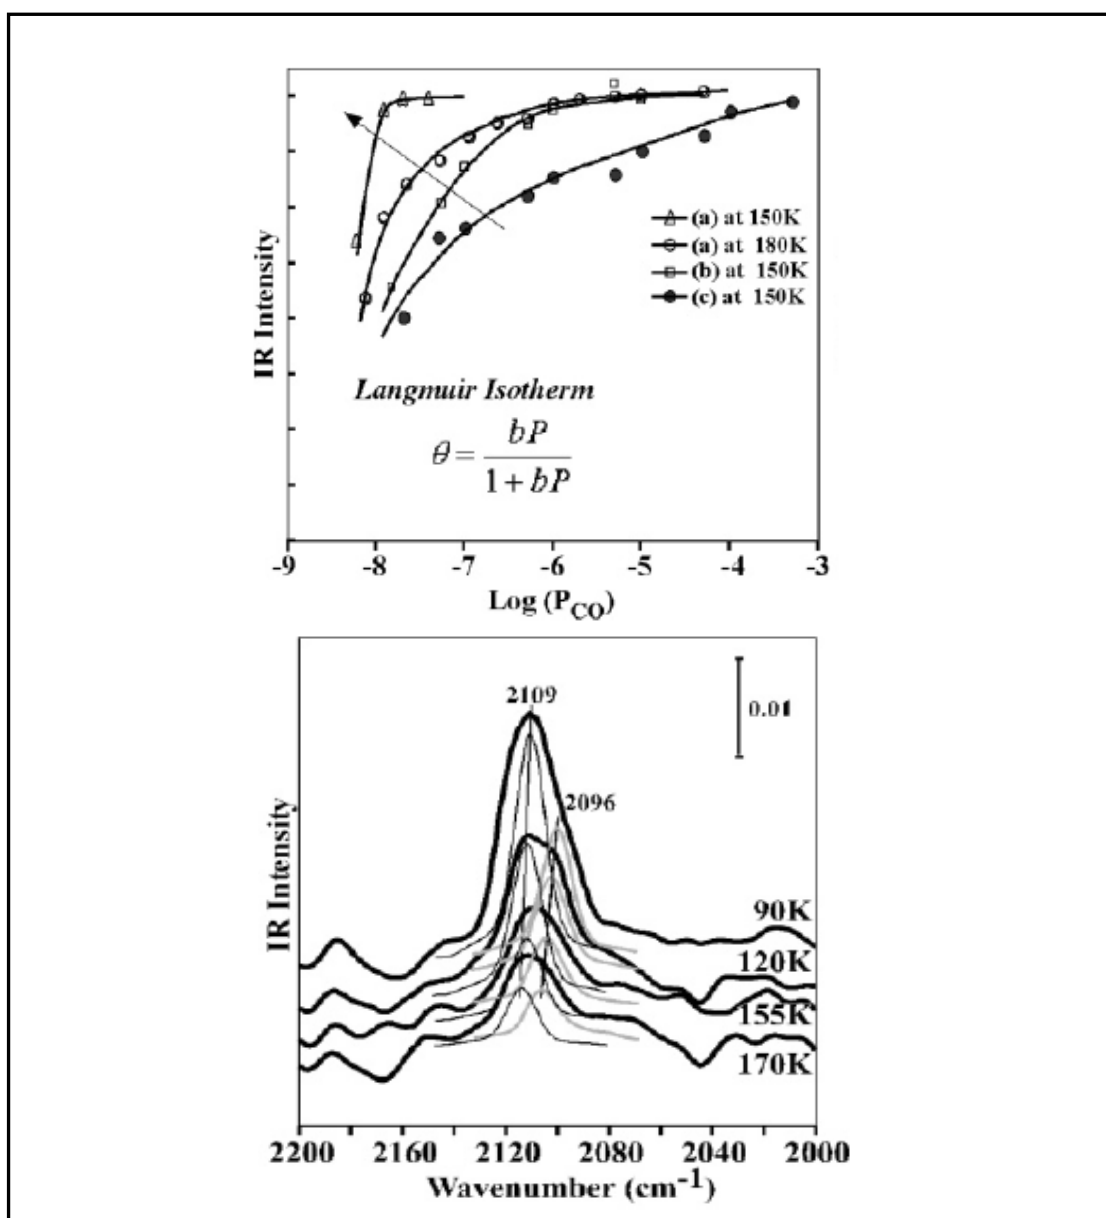 (a) at 150K
(a) at 180K
(b) at 150K
(c) at 150K
IR Intensity
Langmuir Isotherm
θ = bP / 1 + bP
-9 -8 -7 -6 -5 -4 -3
Log (P_CO)
2109
0.01
2096
IR Intensity
90K
120K
155K
170K
2200 2160 2120 2080 2040 2000
Wavenumber (cm⁻¹)